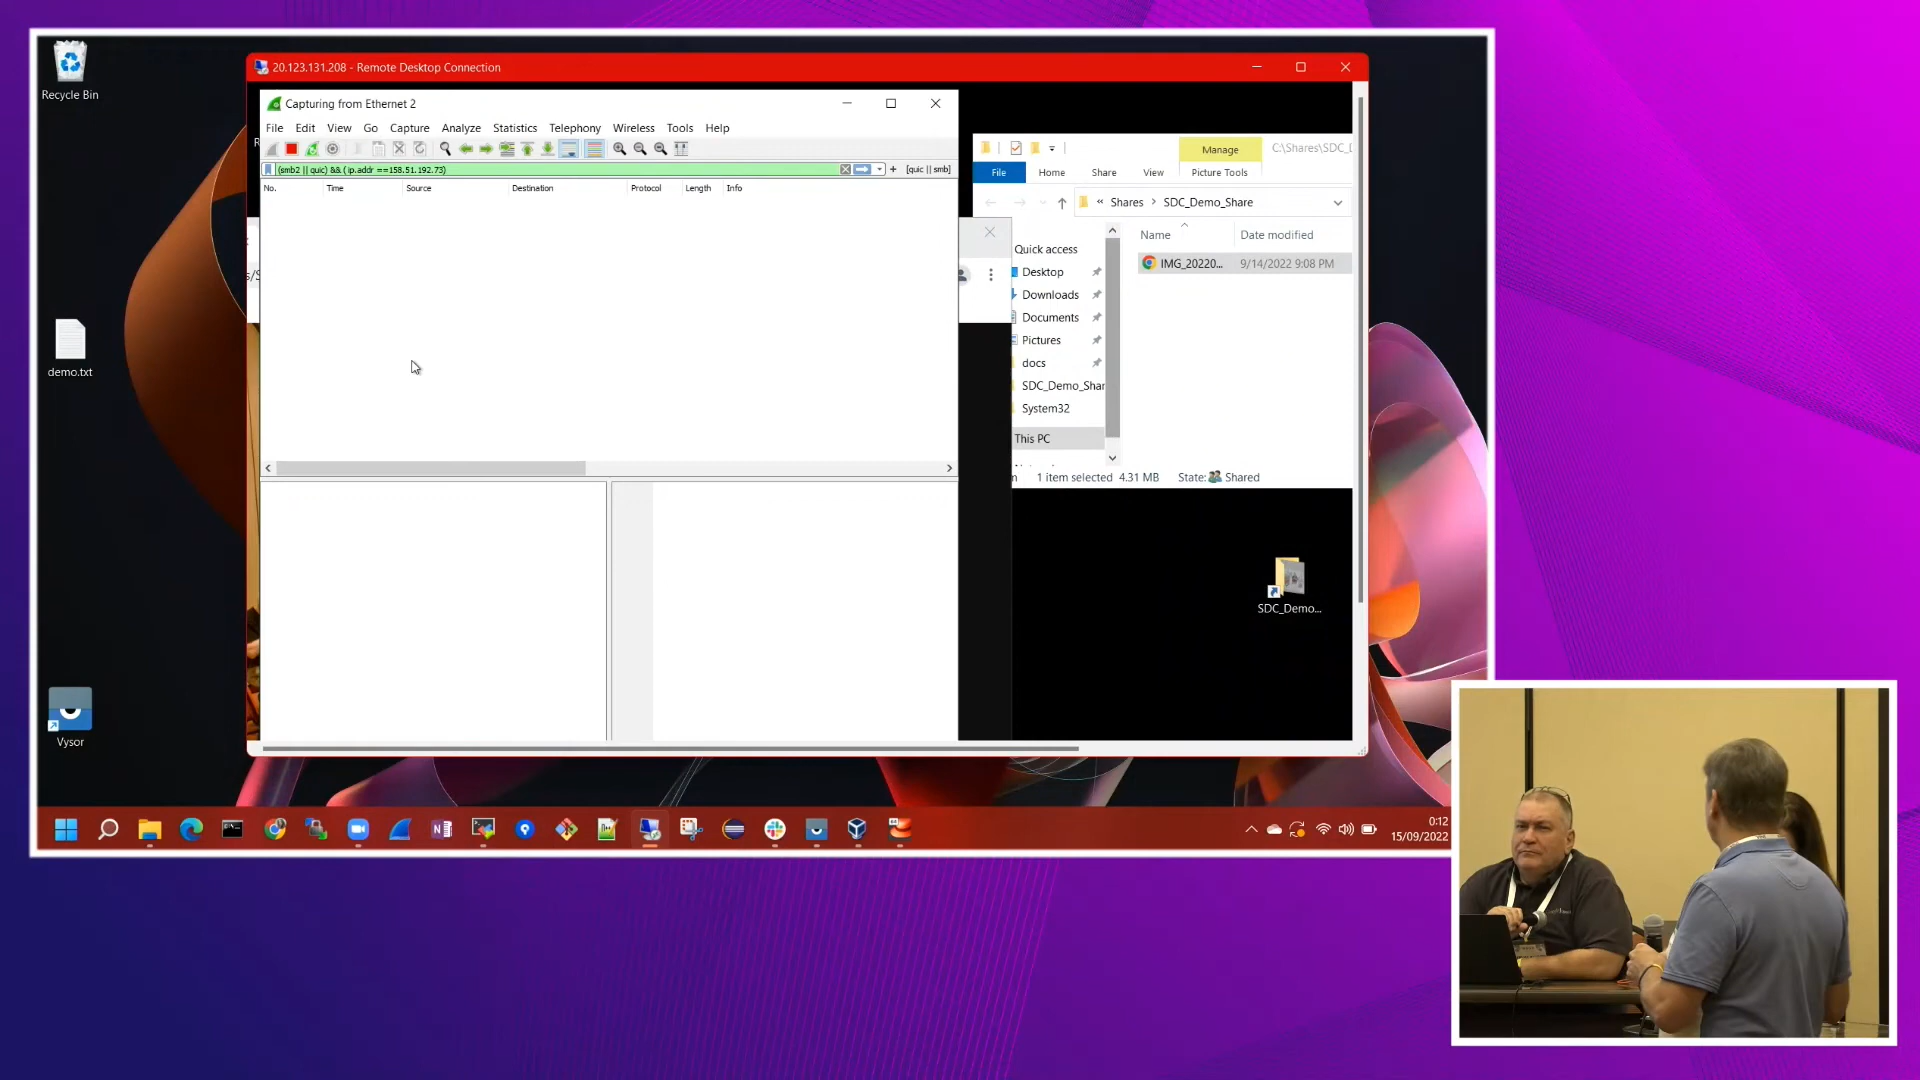 Recycle Bin
demo.txt
Vysor
20.123.131.208 - Remote Desktop Connection
Capturing from Ethernet 2
File Edit View Go Capture Analyze Statistics Telephony Wireless Tools Help
(smb2 || quic) && ( ip.addr ==158.51.192.73)
[quic || smb]
No. Time Source Destination Protocol Length Info
Manage
C:\Shares\SDC_
File Home Share View Picture Tools
« Shares > SDC_Demo_Share
Name Date modified
IMG_20220... 9/14/2022 9:08 PM
Quick access
Desktop
Downloads
Documents
Pictures
docs
SDC_Demo_Shar
System32
This PC
1 item selected 4.31 MB State: Shared
SDC_Demo...
0:12
15/09/2022